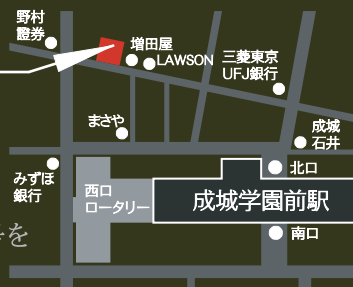 野村
證券
増田屋
LAWSON
三菱東京
UFJ銀行
まさや
成城
石井
みずほ
銀行
西口
ロータリー
北口
成城学園前駅
南口
を